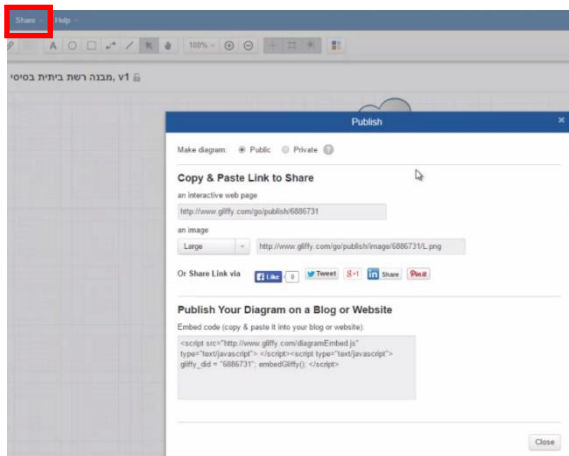 Share Help
A 100%
מבנה רשת ביתית בסיסי, v1
Publish ×
Make diagram: Public Private ?
Copy & Paste Link to Share
an interactive web page
http://www.gliffy.com/go/publish/6886731
an image
Large http://www.gliffy.com/go/publish/image/6886731/L.png
Or Share Link via Like 0 Tweet g+1 in Share Pin it
Publish Your Diagram on a Blog or Website
Embed code (copy & paste it into your blog or website)
<script src="http://www.gliffy.com/diagramEmbed.js"
type="text/javascript"> </script><script type="text/javascript">
gliffy_did = "6886731"; embedGliffy(); </script>
Close